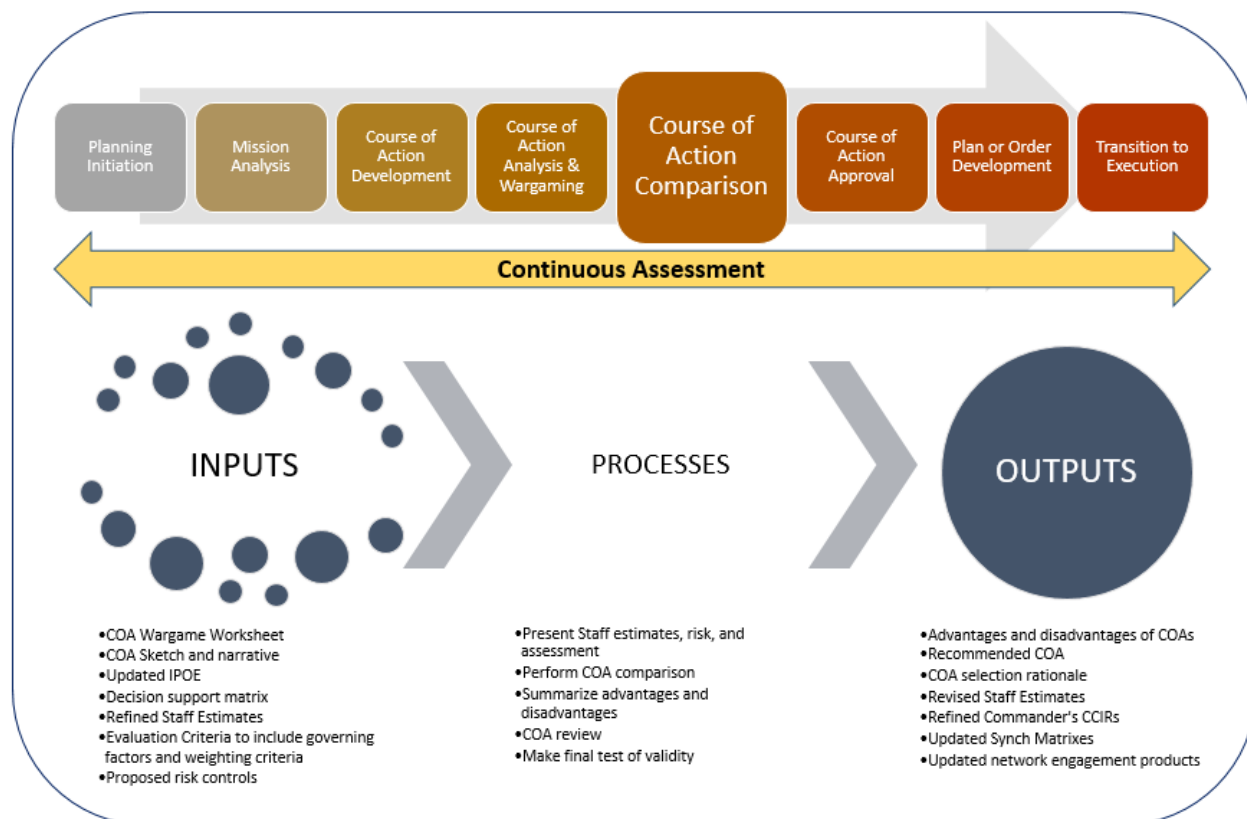 Planning
Initiation
Mission
Analysis
Course of
Action
Development
Course of
Action
Analysis &
Wargaming
Course of
Action
Comparison
Course of
Action
Approval
Plan or Order
Development
Transition to
Execution
Continuous Assessment
INPUTS
•COA Wargame Worksheet
•COA Sketch and narrative
•Updated IPOE
•Decision support matrix
•Refined Staff Estimates
•Evaluation Criteria to include governing
factors and weighting criteria
•Proposed risk controls
PROCESSES
•Present Staff estimates, risk, and
assessment
•Perform COA comparison
•Summarize advantages and
disadvantages
•COA review
•Make final test of validity
OUTPUTS
•Advantages and disadvantages of COAs
•Recommended COA
•COA selection rationale
•Revised Staff Estimates
•Refined Commander's CCIRs
•Updated Synch Matrixes
•Updated network engagement products